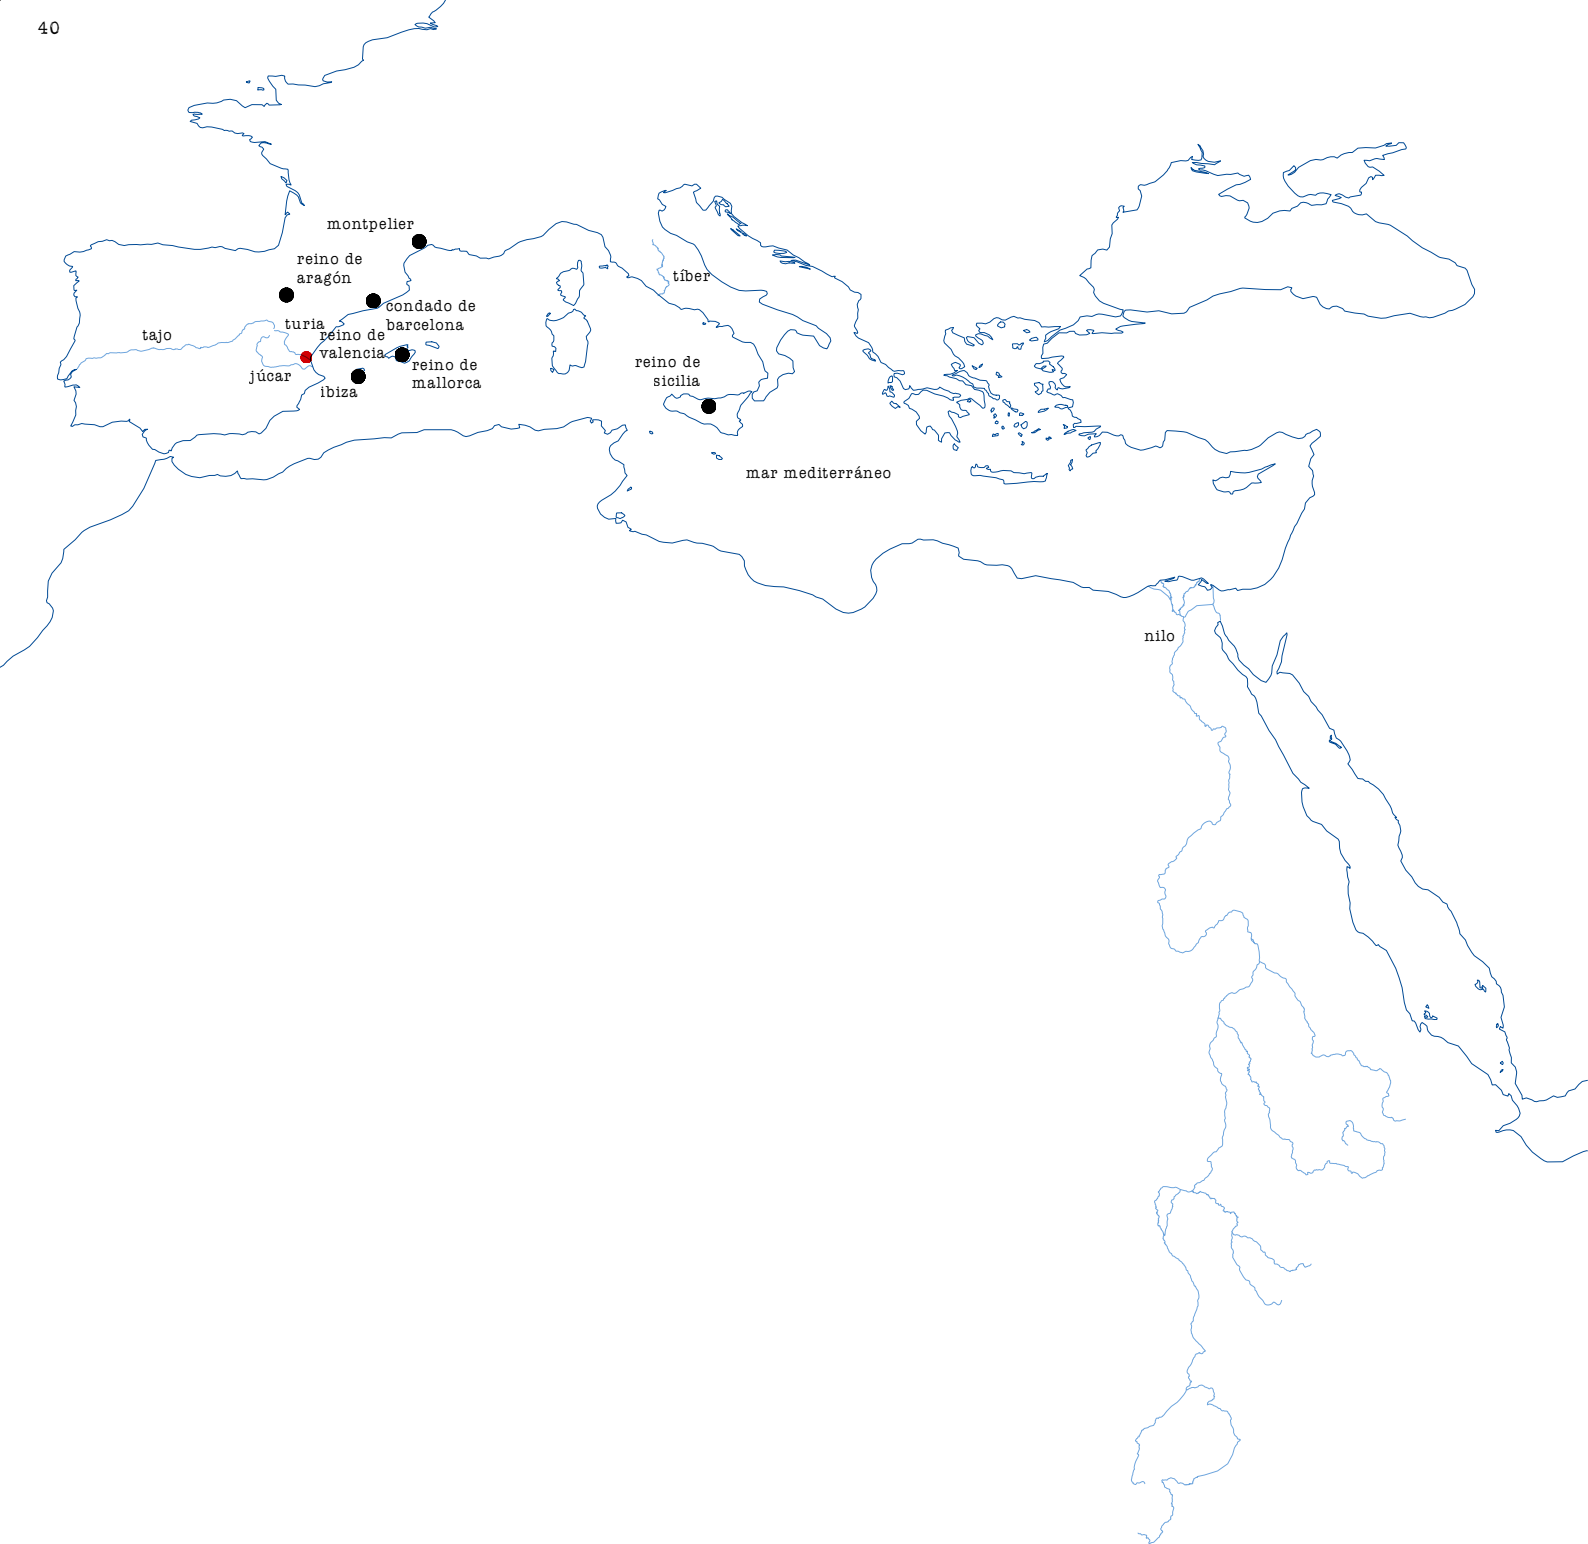 40
montpelier
reino de
aragón
condado de
barcelona
turia
tajo
reino de
valencia
júcar
ibiza
reino de
mallorca
tíber
reino de
sicilia
mar mediterráneo
nilo